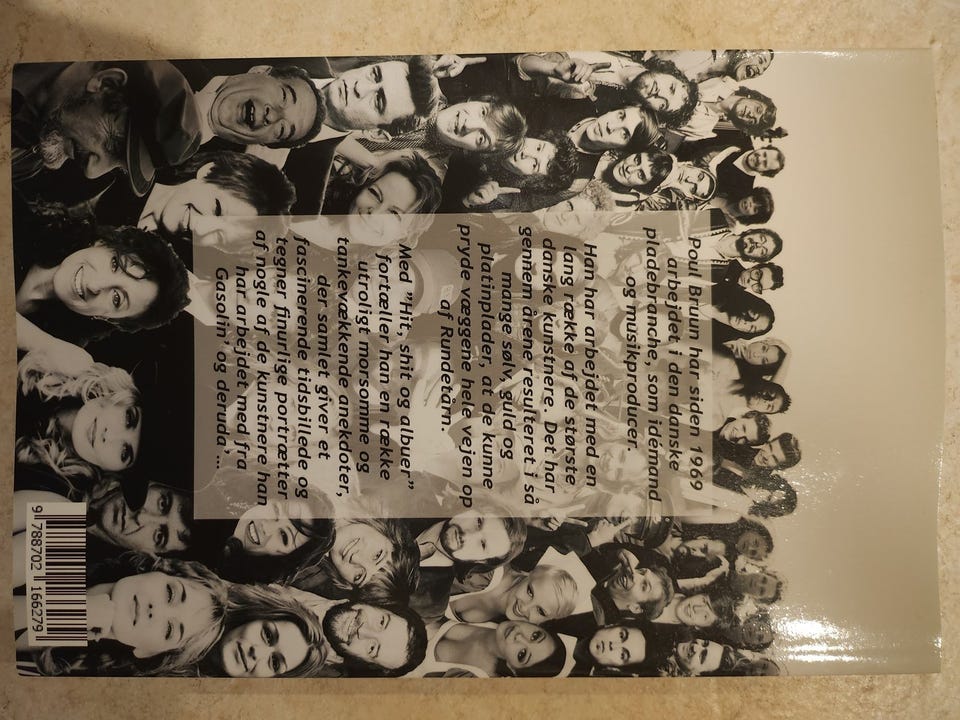 Poul Bruun har siden 1969
arbejdet i den danske
pladebranche, som idémand
og musikproducer.
Han har arbejdet med en
lang række af de største
danske kunstnere. Det har
gennem årene resulteret i så
mange sølv, guld og
platinplader, at de kunne
pryde væggene hele vejen op
af Rundetårn.
Med ”Hit, shit og albuer”
fortæller han en række
utroligt morsomme og
tankevækkende anekdoter,
der samlet giver et
fascinerende tidsbillede og
tegner finurlige portrætter
af nogle af de kunstnere han
har arbejdet med fra
Gasolin’ og deruda’...
9 788702 166279